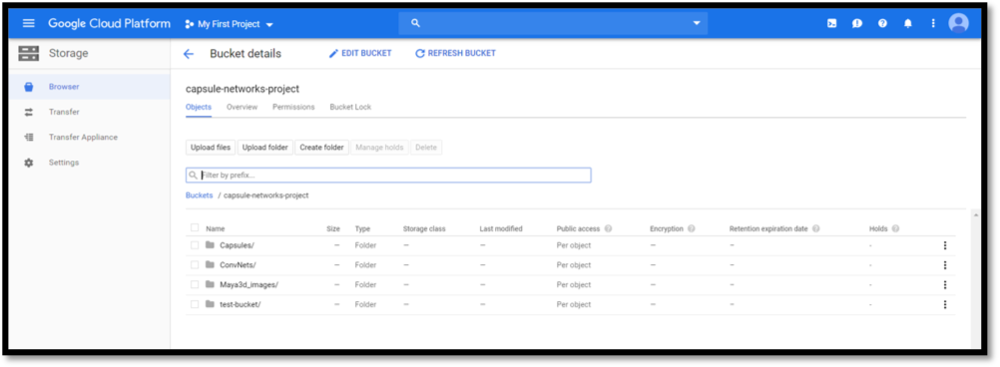 Google Cloud Platform My First Project
Storage Bucket details EDIT BUCKET REFRESH BUCKET
Browser
Transfer
Transfer Appliance
Settings
capsule-networks-project
Objects Overview Permissions Bucket Lock
Upload files Upload folder Create folder Manage holds Delete
Filter by prefix...
Buckets / capsule-networks-project
Name Size Type Storage class Last modified Public access Encryption Retention expiration date Holds
Capsules/ — Folder — — Per object — — -
ConvNets/ — Folder — — Per object — — -
Maya3d_images/ — Folder — — Per object — — -
test-bucket/ — Folder — — Per object — — -